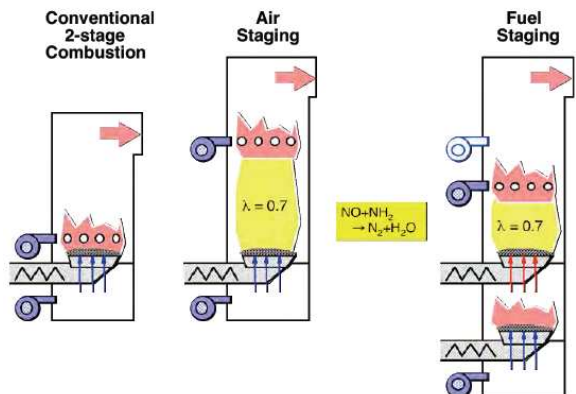 Conventional
2-stage
Combustion
Air
Staging
Fuel
Staging
λ = 0.7
NO+NH₂
→N₂+H₂O
λ = 0.7